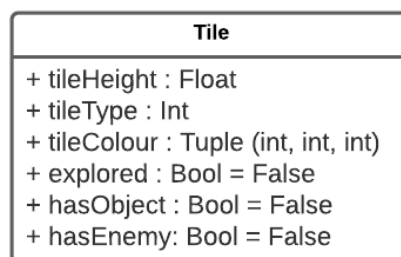 Tile
+ tileHeight : Float
+ tileType : Int
+ tileColour : Tuple (int, int, int)
+ explored : Bool = False
+ hasObject : Bool = False
+ hasEnemy: Bool = False